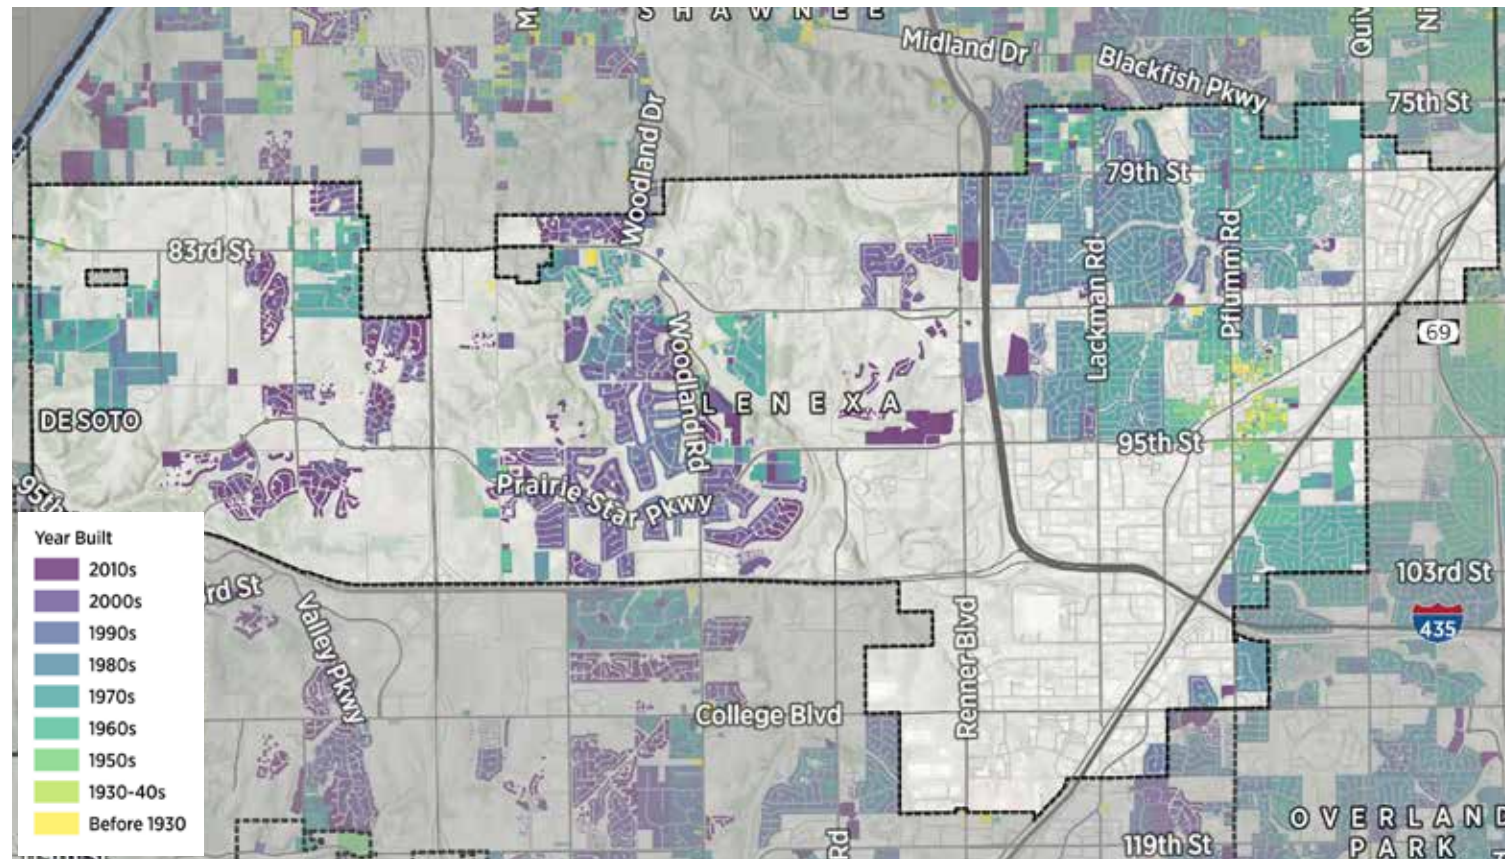 SHAWNEE
Midland Dr
Blackfish Pkwy
75th St
79th St
Woodland Dr
83rd St
Lackman Rd
Pflumm Rd
69
Woodland Rd
LENEXA
DE SOTO
95th St
95th
Prairie Star Pkwy
103rd St
435
rd St
Valley Pkwy
Renner Blvd
College Blvd
Rd
119th St
OVERLAND
PARK
Year Built
2010s
2000s
1990s
1980s
1970s
1960s
1950s
1930-40s
Before 1930